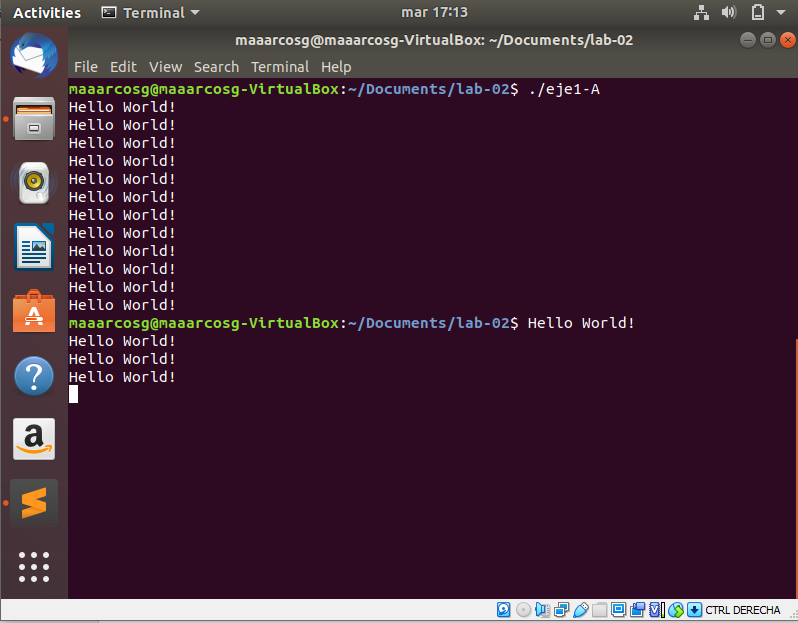 Activities Terminal mar 17:13
maaarcosg@maaarcosg-VirtualBox: ~/Documents/lab-02
File Edit View Search Terminal Help
maaarcosg@maaarcosg-VirtualBox:~/Documents/lab-02$ ./eje1-A
Hello World!
Hello World!
Hello World!
Hello World!
Hello World!
Hello World!
Hello World!
Hello World!
Hello World!
Hello World!
Hello World!
Hello World!
maaarcosg@maaarcosg-VirtualBox:~/Documents/lab-02$ Hello World!
Hello World!
Hello World!
Hello World!
CTRL DERECHA